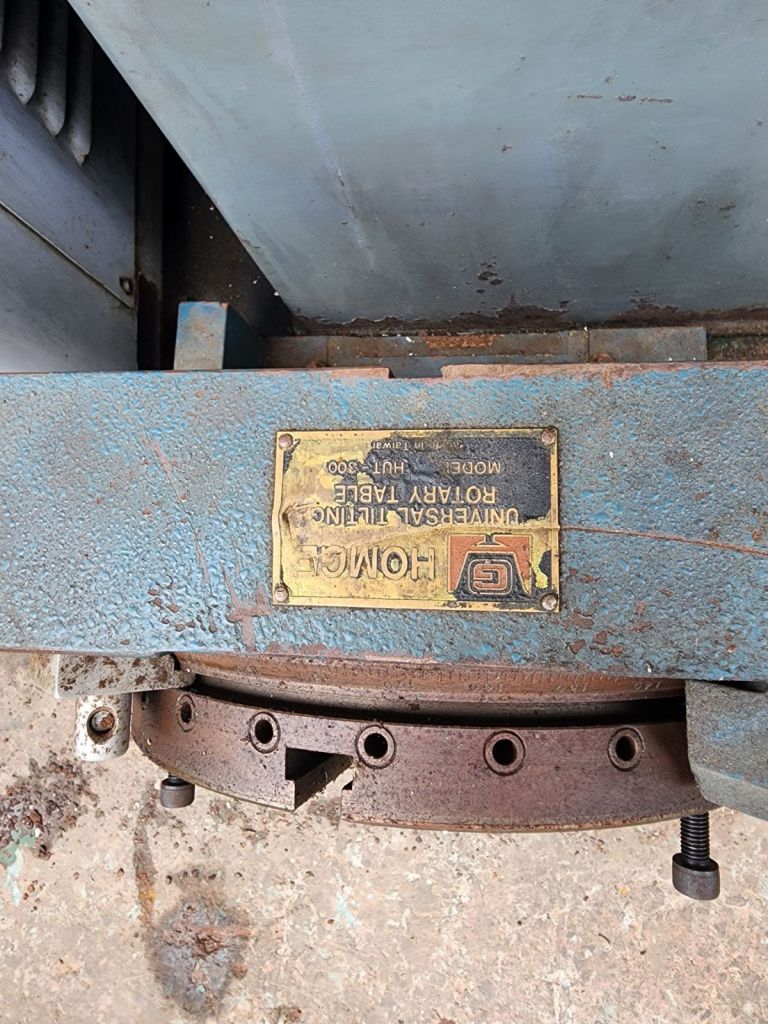 HOMGE
UNIVERSAL TILTING
ROTARY TABLE
MODEL: HUT-300
Made in Taiwan